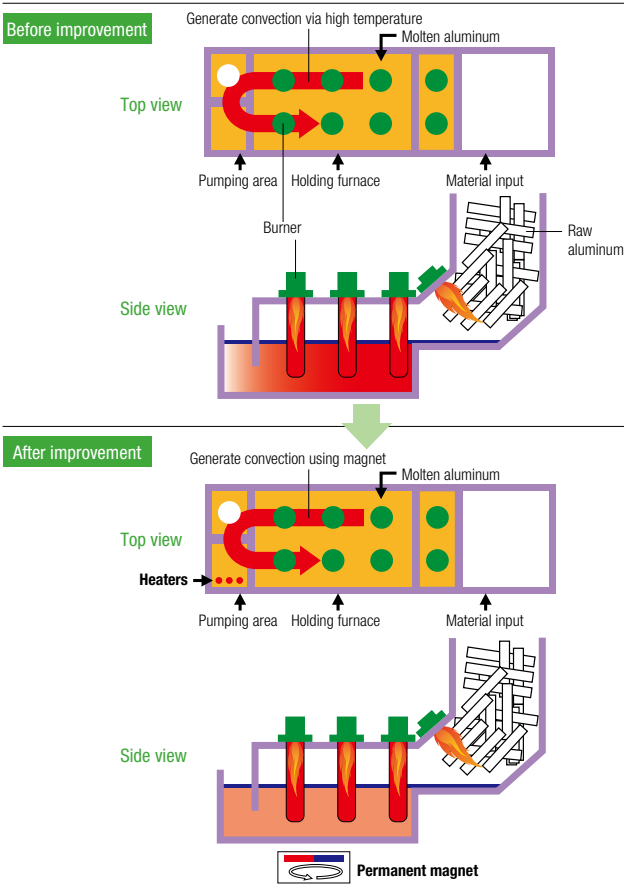 Before improvement
Generate convection via high temperature
Molten aluminum
Top view
Pumping area
Holding furnace
Material input
Burner
Raw
aluminum
Side view
After improvement
Generate convection using magnet
Molten aluminum
Top view
Heaters
Pumping area
Holding furnace
Material input
Side view
Permanent magnet